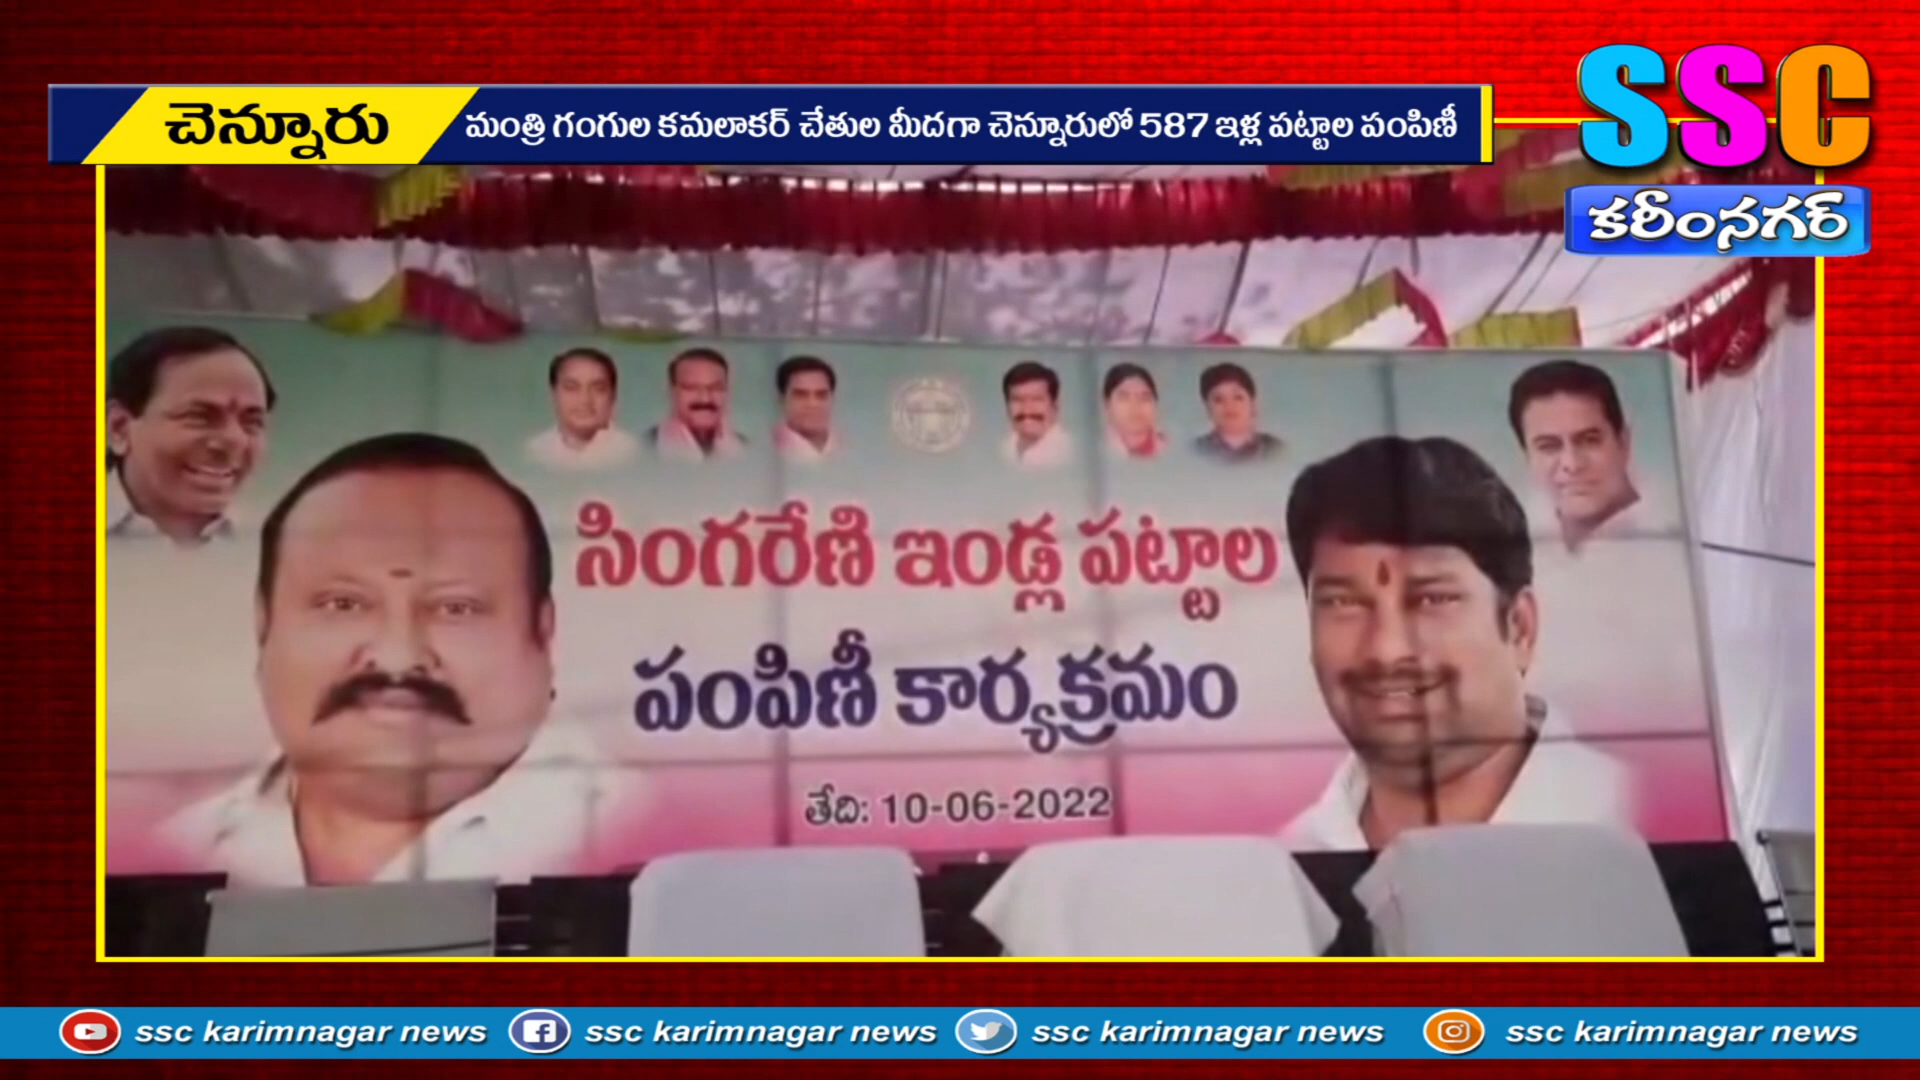 చెన్నూరు
మంత్రి గంగుల కమలాకర్ చేతుల మీదగా చెన్నూరులో 587 ఇళ్ల పట్టాల పంపిణీ
SSC
కరీంనగర్
సింగరేణి ఇండ్ల పట్టాల
పంపిణీ కార్యక్రమం
తేది: 10-06-2022
ssc karimnagar news ssc karimnagar news ssc karimnagar news ssc karimnagar news